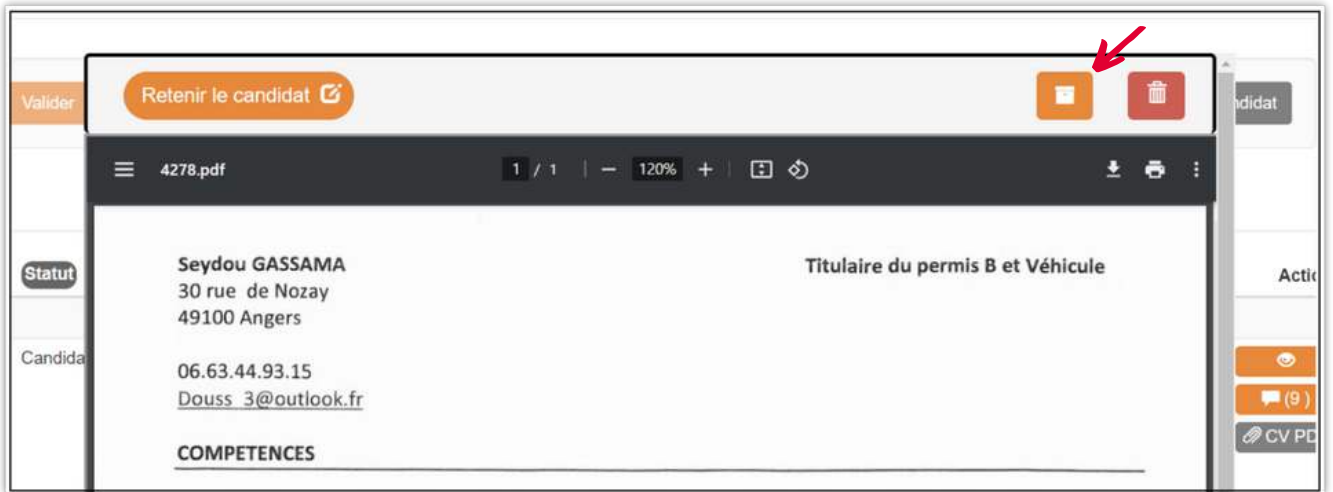 Retenir le candidat
Valider
ndidat
4278.pdf
1 / 1
120%
Seydou GASSAMA
Titulaire du permis B et Véhicule
30 rue de Nozay
49100 Angers
Statut
Actio
Candida
06.63.44.93.15
Douss_3@outlook.fr
(9 )
CV PD
COMPETENCES